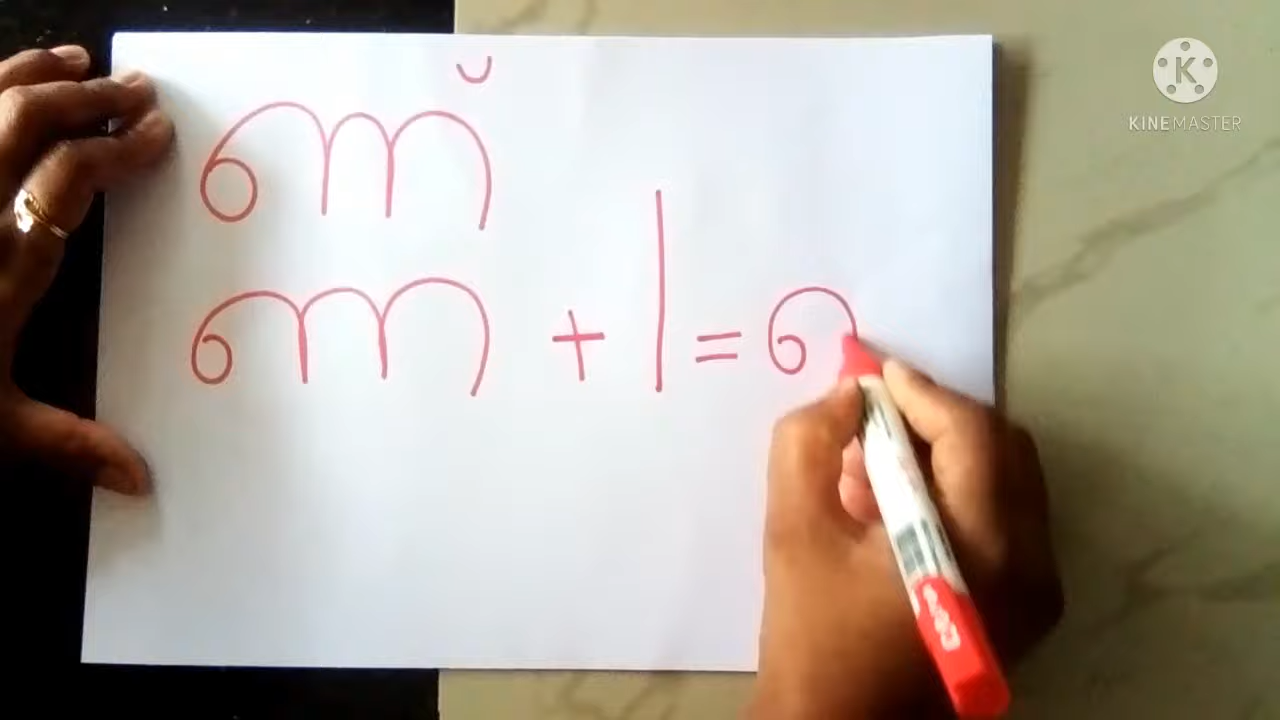 K
KINEMASTER
ണ്
ണ + | =